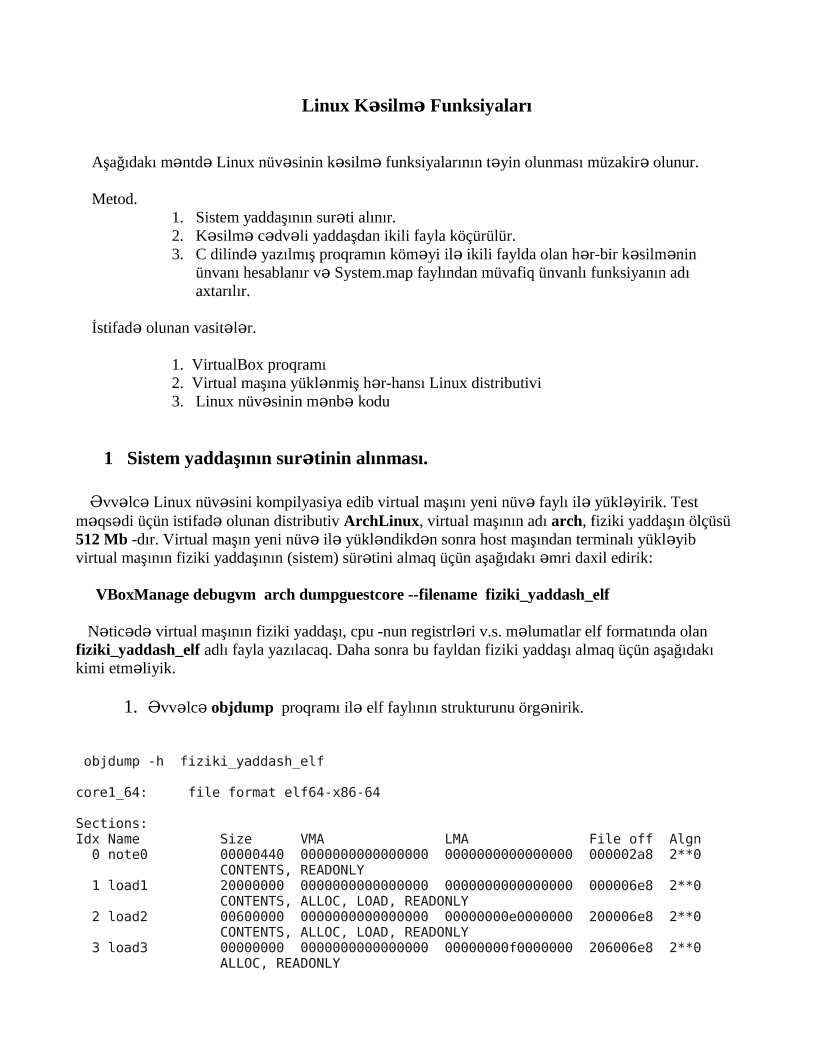 Linux Kəsilmə Funksiyaları
Aşağıdakı məntdə Linux nüvəsinin kəsilmə funksiyalarının təyin olunması müzakirə olunur.
Metod.
1. Sistem yaddaşının surəti alınır.
2. Kəsilmə cədvəli yaddaşdan ikili fayla köçürülür.
3. C dilində yazılmış proqramın köməyi ilə ikili faylda olan hər-bir kəsilmənin
ünvanı hesablanır və System.map faylından müvafiq ünvanlı funksiyanın adı
axtarılır.
İstifadə olunan vasitələr.
1. VirtualBox proqramı
2. Virtual maşına yüklənmiş hər-hansı Linux distributivi
3. Linux nüvəsinin mənbə kodu
1 Sistem yaddaşının surətinin alınması.
Əvvəlcə Linux nüvəsini kompilyasiya edib virtual maşını yeni nüvə faylı ilə yükləyirik. Test
məqsədi üçün istifadə olunan distributiv ArchLinux, virtual maşının adı arch, fiziki yaddaşın ölçüsü
512 Mb -dır. Virtual maşın yeni nüvə ilə yükləndikdən sonra host maşından terminalı yükləyib
virtual maşının fiziki yaddaşının (sistem) sürətini almaq üçün aşağıdakı əmri daxil edirik:
VBoxManage debugvm arch dumpguestcore --filename fiziki_yaddash_elf
Nəticədə virtual maşının fiziki yaddaşı, cpu -nun registrləri v.s. məlumatlar elf formatında olan
fiziki_yaddash_elf adlı fayla yazılacaq. Daha sonra bu fayldan fiziki yaddaşı almaq üçün aşağıdakı
kimi etməliyik.
1. Əvvəlcə objdump proqramı ilə elf faylının strukturunu örgənirik.
objdump -h fiziki_yaddash_elf
core1_64: file format elf64-x86-64
Sections:
Idx Name Size VMA LMA File off Algn
0 note0 00000440 0000000000000000 0000000000000000 000002a8 2**0
CONTENTS, READONLY
1 load1 20000000 0000000000000000 0000000000000000 000006e8 2**0
CONTENTS, ALLOC, LOAD, READONLY
2 load2 00600000 0000000000000000 00000000e0000000 200006e8 2**0
CONTENTS, ALLOC, LOAD, READONLY
3 load3 00000000 0000000000000000 00000000f0000000 206006e8 2**0
ALLOC, READONLY